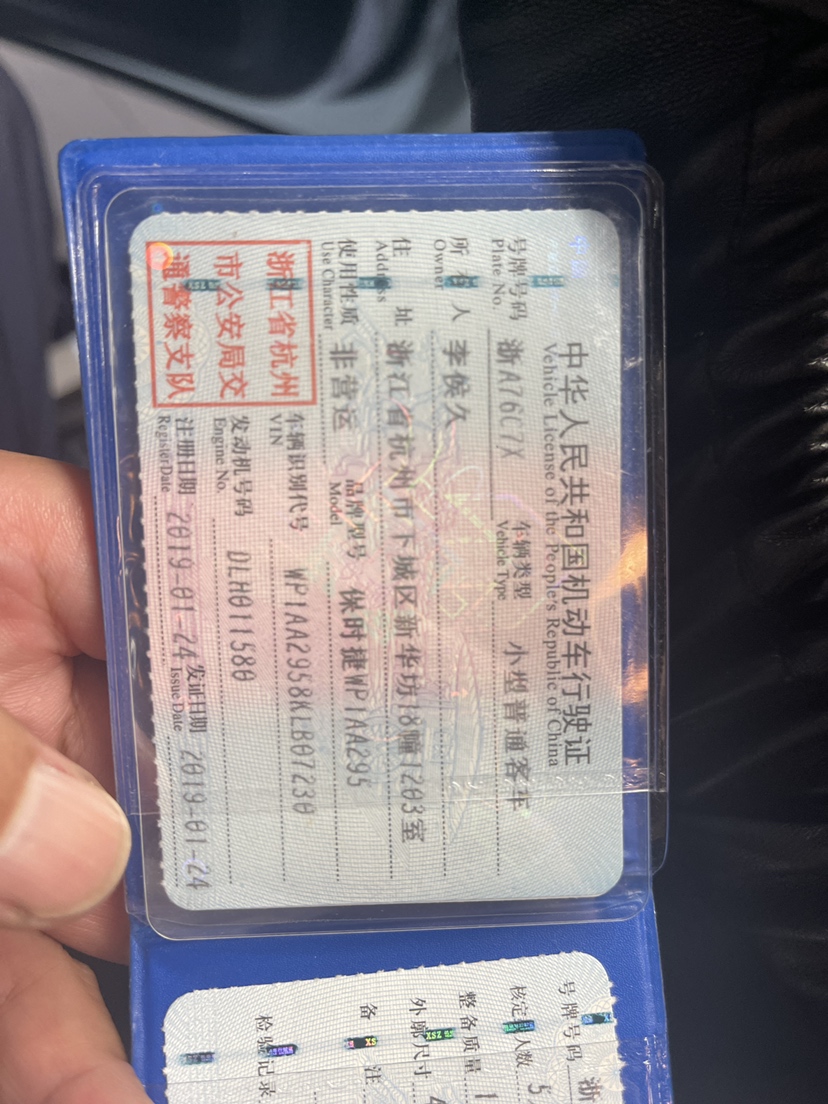 中华人民共和国机动车行驶证
Vehicle License of the People's Republic of China
号牌号码 浙A76C7X 车辆类型 小型普通客车
Plate No. Vehicle Type
所有人 李侯久
Owner
住址 浙江省杭州市下城区新华坊18幢1203室
Address
使用性质 非营运 品牌型号 保时捷WP1AA295
Use Character Model
浙江省杭州
市公安局交
通警察支队
车辆识别代号 WP1AA2958KLB07230
VIN
发动机号码 DLH011580
Engine No.
注册日期 2019-01-24 发证日期 2019-01-24
Register Date Issue Date
号牌号码 浙
核定人数 5
整备质量 1
外廓尺寸 4
备注
检验记录